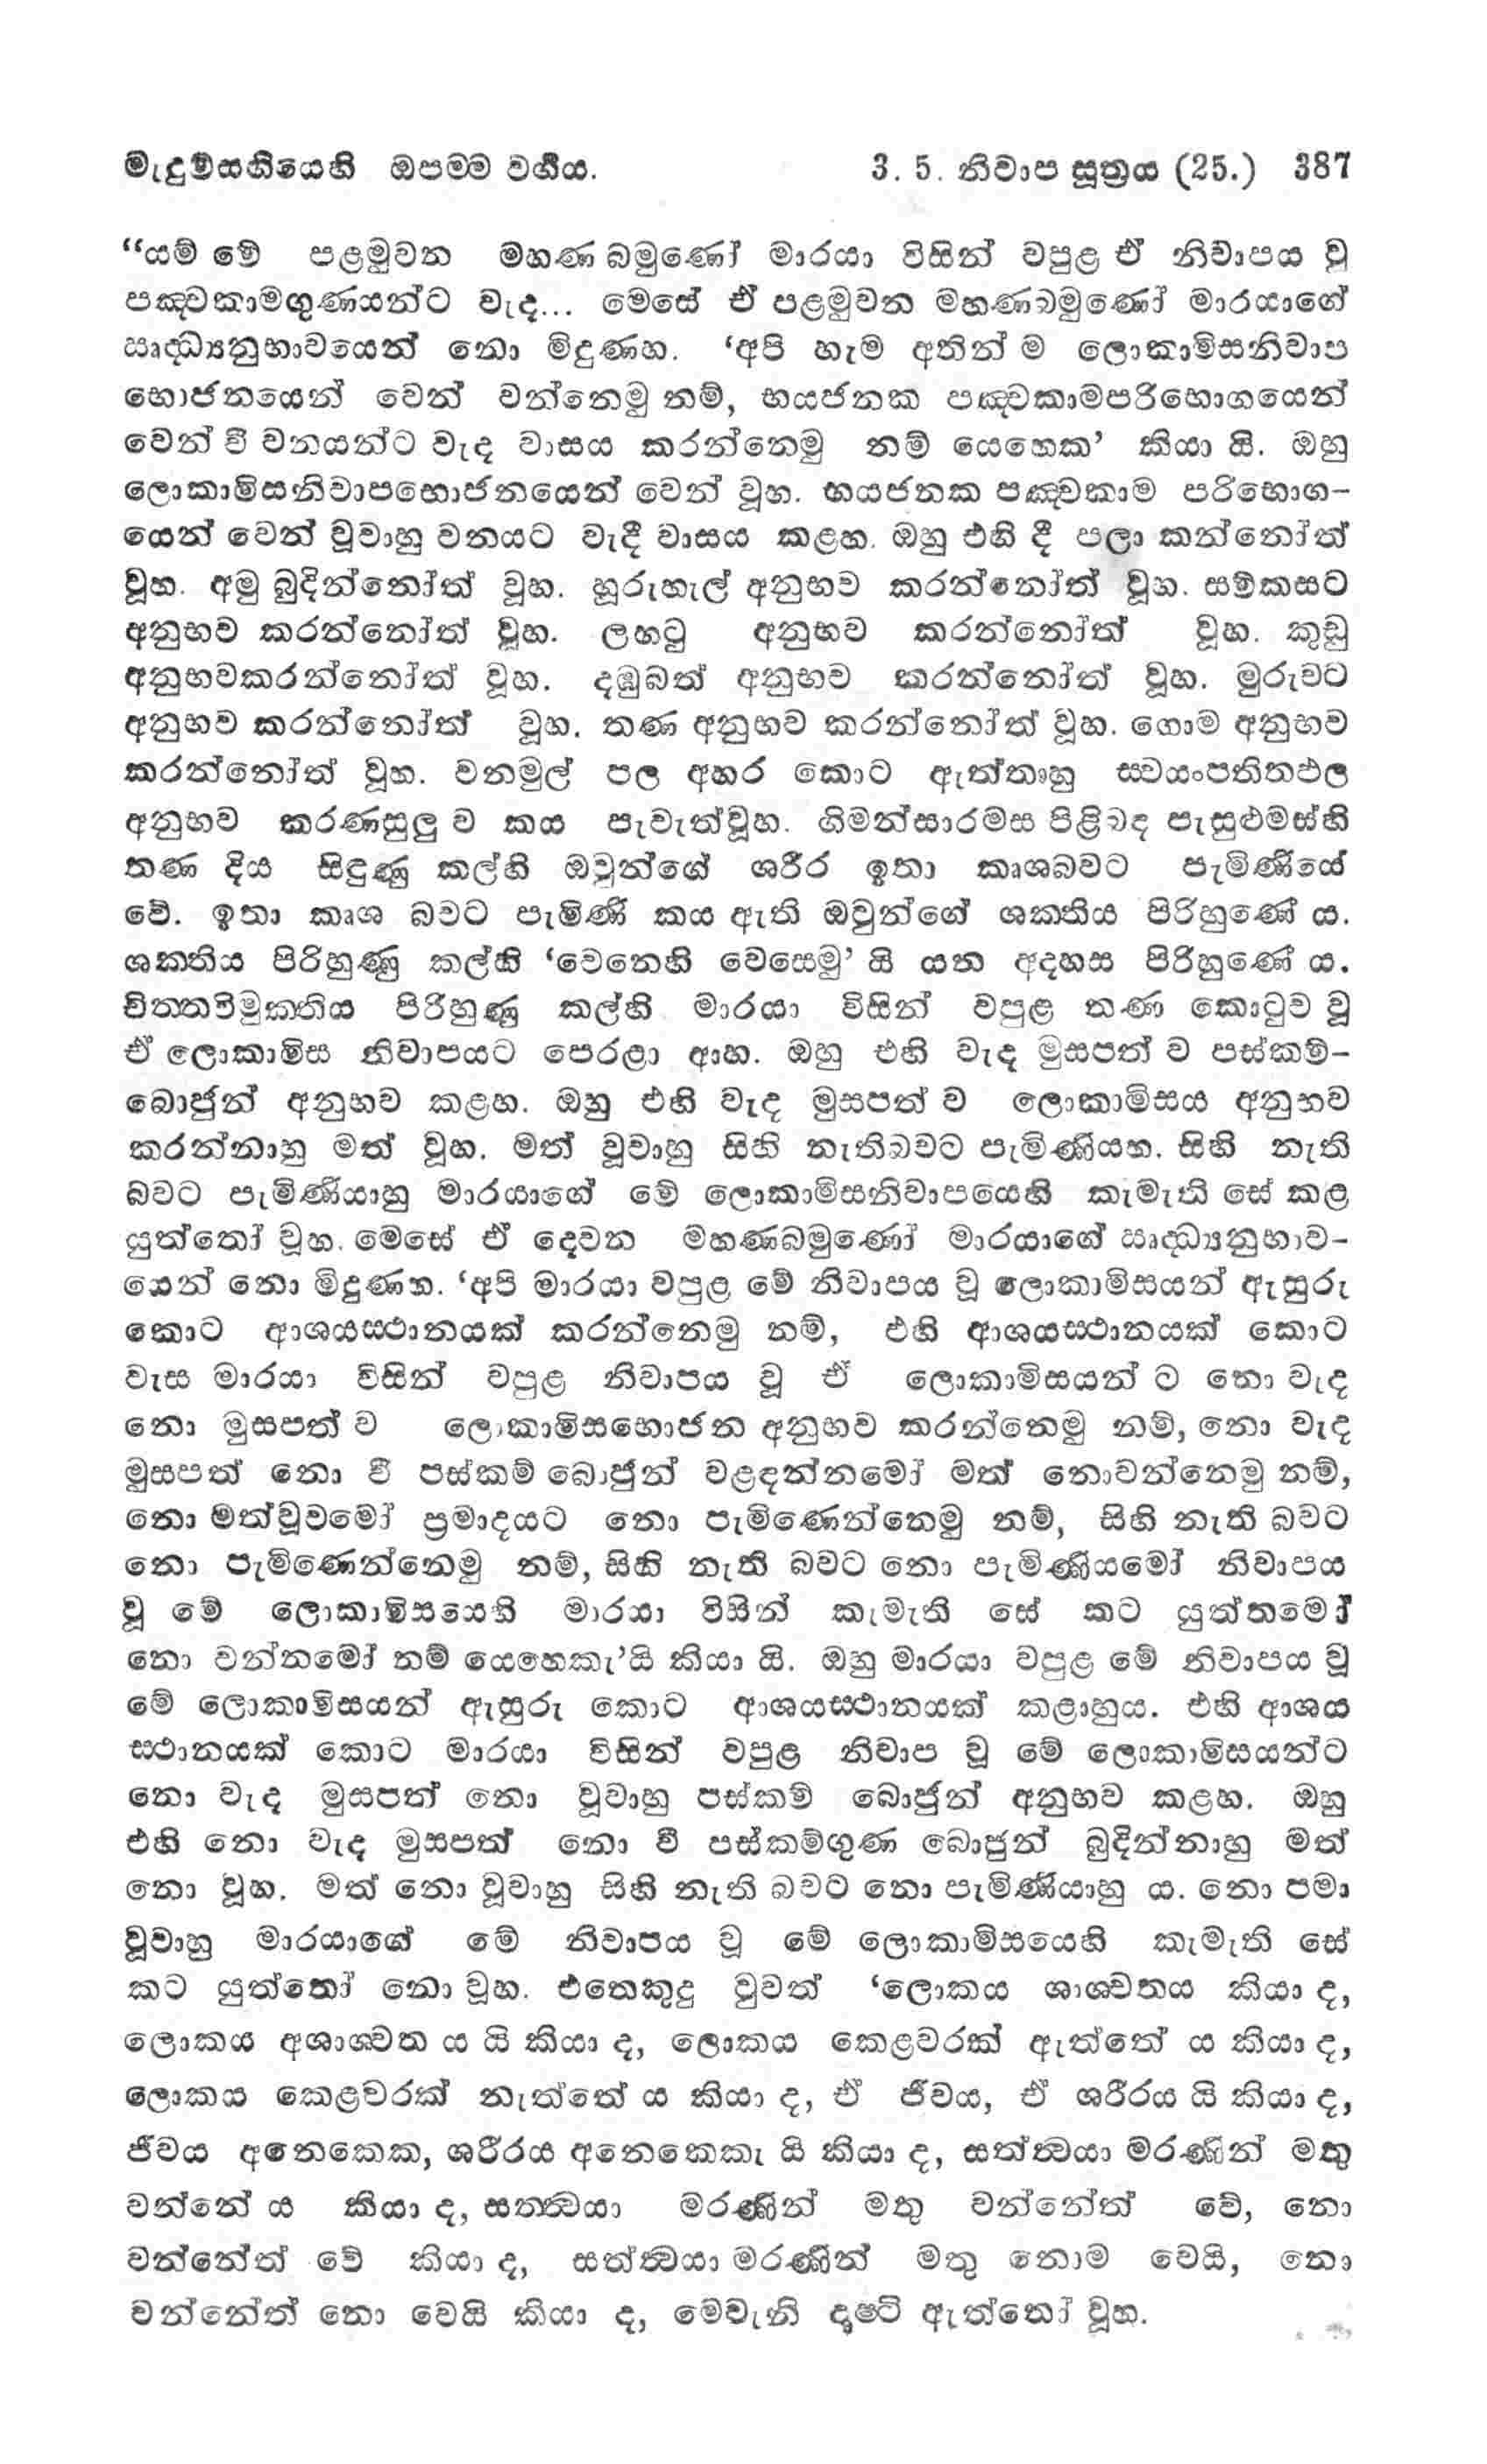 මැදුම්සඟියෙහි ඔපම්ම වර්ගය. 3. 5. නිවාප සූත්‍රය (25.) 387
“යම් මේ පළමුවන මහණ බමුණෝ මාරයා විසින් වපුළ ඒ නිවාපය වූ
පඤ්චකාමගුණයන්ට වැද... මෙසේ ඒ පළමුවන මහණබමුණෝ මාරයාගේ
ඍද්ධ්‍යනුභාවයෙන් නො මිදුණහ. ‘අපි හැම අතින් ම ලොකාමිසනිවාප
භොජනයෙන් වෙන් වන්නෙමු නම්, භයජනක පඤ්චකාමපරිභොගයෙන්
වෙන් වී වනයන්ට වැද වාසය කරන්නෙමු නම් යෙහෙක’ කියා යි. ඔහු
ලොකාමිසනිවාපභොජනයෙන් වෙන් වූහ. භයජනක පඤ්චකාම පරිභොග-
යෙන් වෙන් වූවාහු වනයට වැදී වාසය කළහ. ඔහු එහි දී පලා කන්නෝත්
වූහ. අමු බුදින්නෝත් වූහ. හූරුහැල් අනුභව කරන්නෝත් වූහ. සම්කසට
අනුභව කරන්නෝත් වූහ. ලහටු අනුභව කරන්නෝත් වූහ. කුඩු
අනුභවකරන්නෝත් වූහ. දඹුබත් අනුභව කරන්නෝත් වූහ. මුරුවට
අනුභව කරන්නෝත් වූහ. තණ අනුභව කරන්නෝත් වූහ. ගොම අනුභව
කරන්නෝත් වූහ. වනමුල් පල අහර කොට ඇත්තාහු ස්වයංපතිතඵල
අනුභව කරණසුලු ව කය පැවැත්වූහ. ගිමන්සාරමස පිළිබඳ පැසුළුමස්හි
තණ දිය සිඳුණු කල්හි ඔවුන්ගේ ශරීර ඉතා කෘශබවට පැමිණියේ
වේ. ඉතා කෘශ බවට පැමිණි කය ඇති ඔවුන්ගේ ශක්තිය පිරිහුණේ ය.
ශක්තිය පිරිහුණු කල්හි ‘වෙනෙහි වෙසෙමු’ යි යන අදහස පිරිහුණේ ය.
චිත්තවිමුක්තිය පිරිහුණු කල්හි මාරයා විසින් වපුළ තණ කොටුව වූ
ඒ ලොකාමිස නිවාපයට පෙරළා ආහ. ඔහු එහි වැද මුසපත් ව පස්කම්-
බොජුන් අනුභව කළහ. ඔහු එහි වැද මුසපත් ව ලොකාමිසය අනුභව
කරන්නාහු මත් වූහ. මත් වූවාහු සිහි නැතිබවට පැමිණියහ. සිහි නැති
බවට පැමිණියාහු මාරයාගේ මේ ලොකාමිසනිවාපයෙහි කැමැති සේ කළ
යුත්තෝ වූහ. මෙසේ ඒ දෙවන මහණබමුණෝ මාරයාගේ ඍද්ධ්‍යනුභාව-
යෙන් නො මිදුණහ. ‘අපි මාරයා වපුළ මේ නිවාපය වූ ලොකාමිසයන් ඇසුරු
කොට ආශයස්ථානයක් කරන්නෙමු නම්, එහි ආශයස්ථානයක් කොට
වැස මාරයා විසින් වපුළ නිවාපය වූ ඒ ලොකාමිසයන් ට නො වැද
නො මුසපත් ව ලොකාමිසභොජන අනුභව කරන්නෙමු නම්, නො වැද
මුසපත් නො වී පස්කම් බොජුන් වළඳන්නමෝ මත් නොවන්නෙමු නම්,
නො මත්වූවමෝ ප්‍රමාදයට නො පැමිණෙන්නෙමු නම්, සිහි නැති බවට
නො පැමිණෙන්නෙමු නම්, සිහි නැති බවට නො පැමිණියමෝ නිවාපය
වූ මේ ලොකාමිසයෙහි මාරයා විසින් කැමැති සේ කට යුත්තමෝ
නො වන්නමෝ නම් යෙහෙකැ’යි කියා යි. ඔහු මාරයා වපුළ මේ නිවාපය වූ
මේ ලොකාමිසයන් ඇසුරු කොට ආශයස්ථානයක් කළාහුය. එහි ආශය
ස්ථානයක් කොට මාරයා විසින් වපුළ නිවාප වූ මේ ලොකාමිසයන්ට
නො වැද මුසපත් නො වූවාහු පස්කම් බොජුන් අනුභව කළහ. ඔහු
එහි නො වැද මුසපත් නො වී පස්කම්ගුණ බොජුන් බුදින්නාහු මත්
නො වූහ. මත් නො වූවාහු සිහි නැති බවට නො පැමිණියාහු ය. නො පමා
වූවාහු මාරයාගේ මේ නිවාපය වූ මේ ලොකාමිසයෙහි කැමැති සේ
කට යුත්තෝ නො වූහ. එතෙකුදු වුවත් ‘ලොකය ශාශ්වතය කියා ද,
ලොකය අශාශ්වත ය යි කියා ද, ලොකය කෙළවරක් ඇත්තේ ය කියා ද,
ලොකය කෙළවරක් නැත්තේ ය කියා ද, ඒ ජීවය, ඒ ශරීරය යි කියා ද,
ජීවය අනෙකෙක, ශරීරය අනෙකෙකැ යි කියා ද, සත්ත්‍වයා මරණින් මතු
වන්නේ ය කියා ද, සත්ත්‍වයා මරණින් මතු වන්නේත් වේ, නො
වන්නේත් වේ කියා ද, සත්ත්‍වයා මරණින් මතු නොම වෙයි, නො
වන්නේත් නො වෙයි කියා ද, මෙවැනි දෘෂ්ටි ඇත්තෝ වූහ.